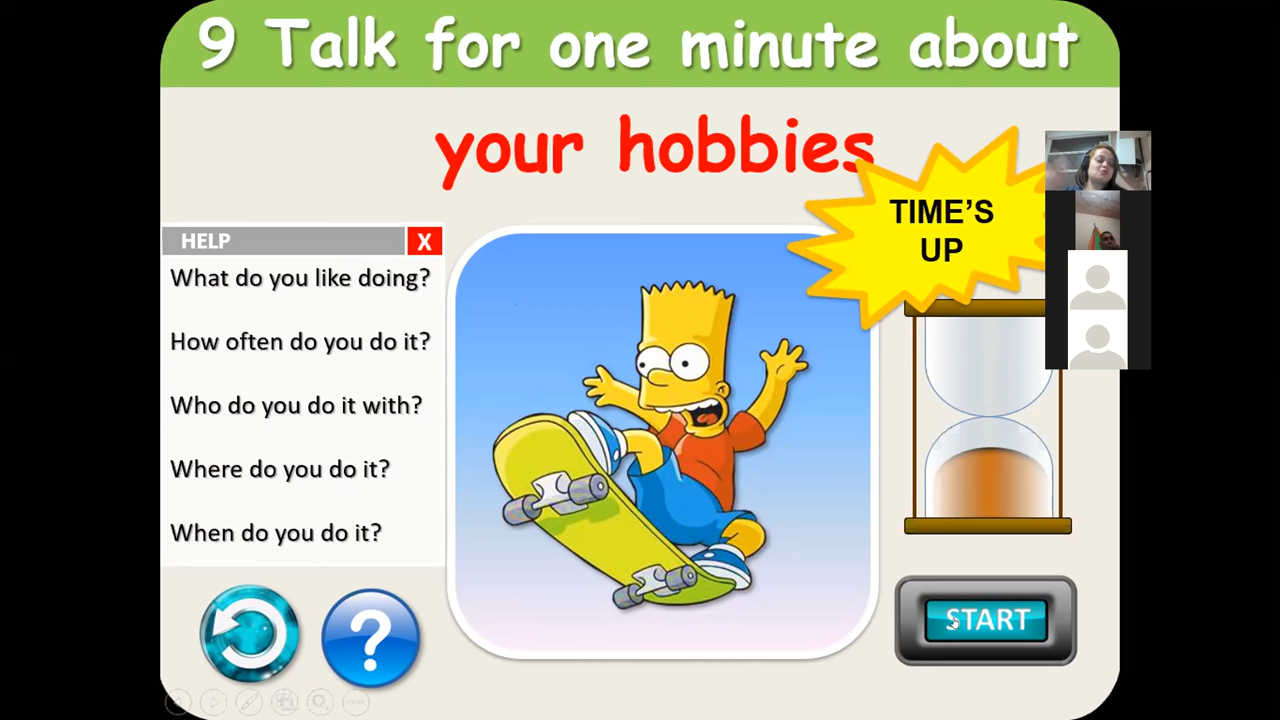 9 Talk for one minute about
your hobbies
TIME'S
UP
HELP
X
What do you like doing?
How often do you do it?
Who do you do it with?
Where do you do it?
When do you do it?
?
START